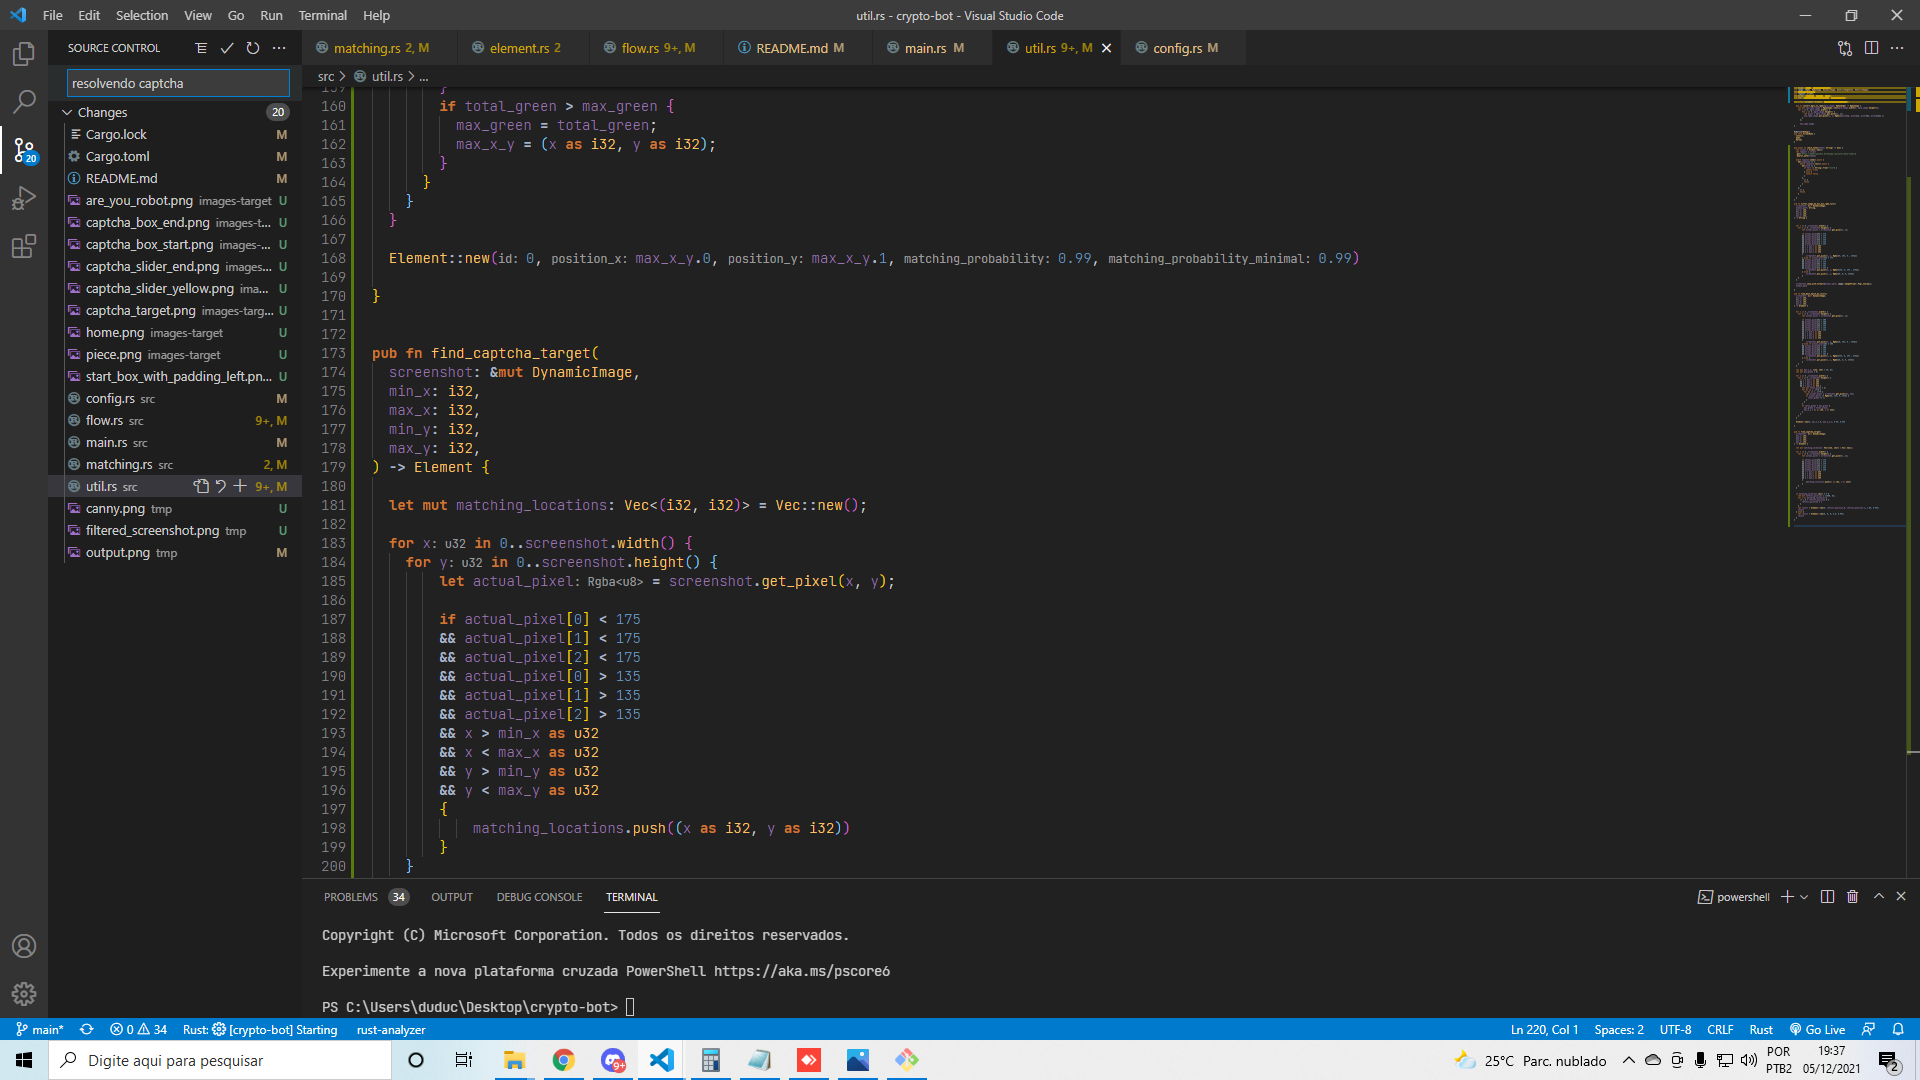 File Edit Selection View Go Run Terminal Help
util.rs - crypto-bot - Visual Studio Code
SOURCE CONTROL
matching.rs 2, M
element.rs 2
flow.rs 9+, M
README.md M
main.rs M
util.rs 9+, M
config.rs M
src > util.rs > ...
resolvendo captcha
Changes 20
Cargo.lock M
Cargo.toml M
README.md M
are_you_robot.png images-target U
captcha_box_end.png images-t... U
captcha_box_start.png images-... U
captcha_slider_end.png images... U
captcha_slider_yellow.png ima... U
captcha_target.png images-targ... U
home.png images-target U
piece.png images-target U
start_box_with_padding_left.pn... U
config.rs src M
flow.rs src 9+, M
main.rs src M
matching.rs src 2, M
util.rs src 9+, M
canny.png tmp U
filtered_screenshot.png tmp U
output.png tmp M
20
159 }
160 if total_green > max_green {
161 max_green = total_green;
162 max_x_y = (x as i32, y as i32);
163 }
164 }
165 }
166 }
167
168 Element::new(id: 0, position_x: max_x_y.0, position_y: max_x_y.1, matching_probability: 0.99, matching_probability_minimal: 0.99)
169
170 }
171
172
173 pub fn find_captcha_target(
174 screenshot: &mut DynamicImage,
175 min_x: i32,
176 max_x: i32,
177 min_y: i32,
178 max_y: i32,
179 ) -> Element {
180
181 let mut matching_locations: Vec<(i32, i32)> = Vec::new();
182
183 for x: u32 in 0..screenshot.width() {
184 for y: u32 in 0..screenshot.height() {
185 let actual_pixel: Rgba<u8> = screenshot.get_pixel(x, y);
186
187 if actual_pixel[0] < 175
188 && actual_pixel[1] < 175
189 && actual_pixel[2] < 175
190 && actual_pixel[0] > 135
191 && actual_pixel[1] > 135
192 && actual_pixel[2] > 135
193 && x > min_x as u32
194 && x < max_x as u32
195 && y > min_y as u32
196 && y < max_y as u32
197 {
198 matching_locations.push((x as i32, y as i32))
199 }
200 }
PROBLEMS 34 OUTPUT DEBUG CONSOLE TERMINAL
powershell
Copyright (C) Microsoft Corporation. Todos os direitos reservados.
Experimente a nova plataforma cruzada PowerShell https://aka.ms/pscore6
PS C:\Users\duduc\Desktop\crypto-bot>
main* 0 34 Rust: [crypto-bot] Starting rust-analyzer
Ln 220, Col 1 Spaces: 2 UTF-8 CRLF Rust Go Live
Digite aqui para pesquisar
9+
25°C Parc. nublado
POR
PTB2
19:37
05/12/2021
2